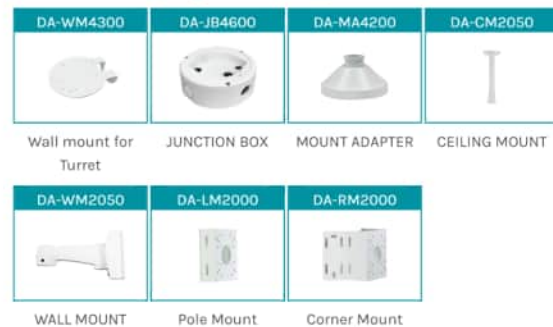 DA-WM4300
DA-JB4600
DA-MA4200
DA-CM2050
Wall mount for
Turret
JUNCTION BOX
MOUNT ADAPTER
CEILING MOUNT
DA-WM2050
DA-LM2000
DA-RM2000
WALL MOUNT
Pole Mount
Corner Mount